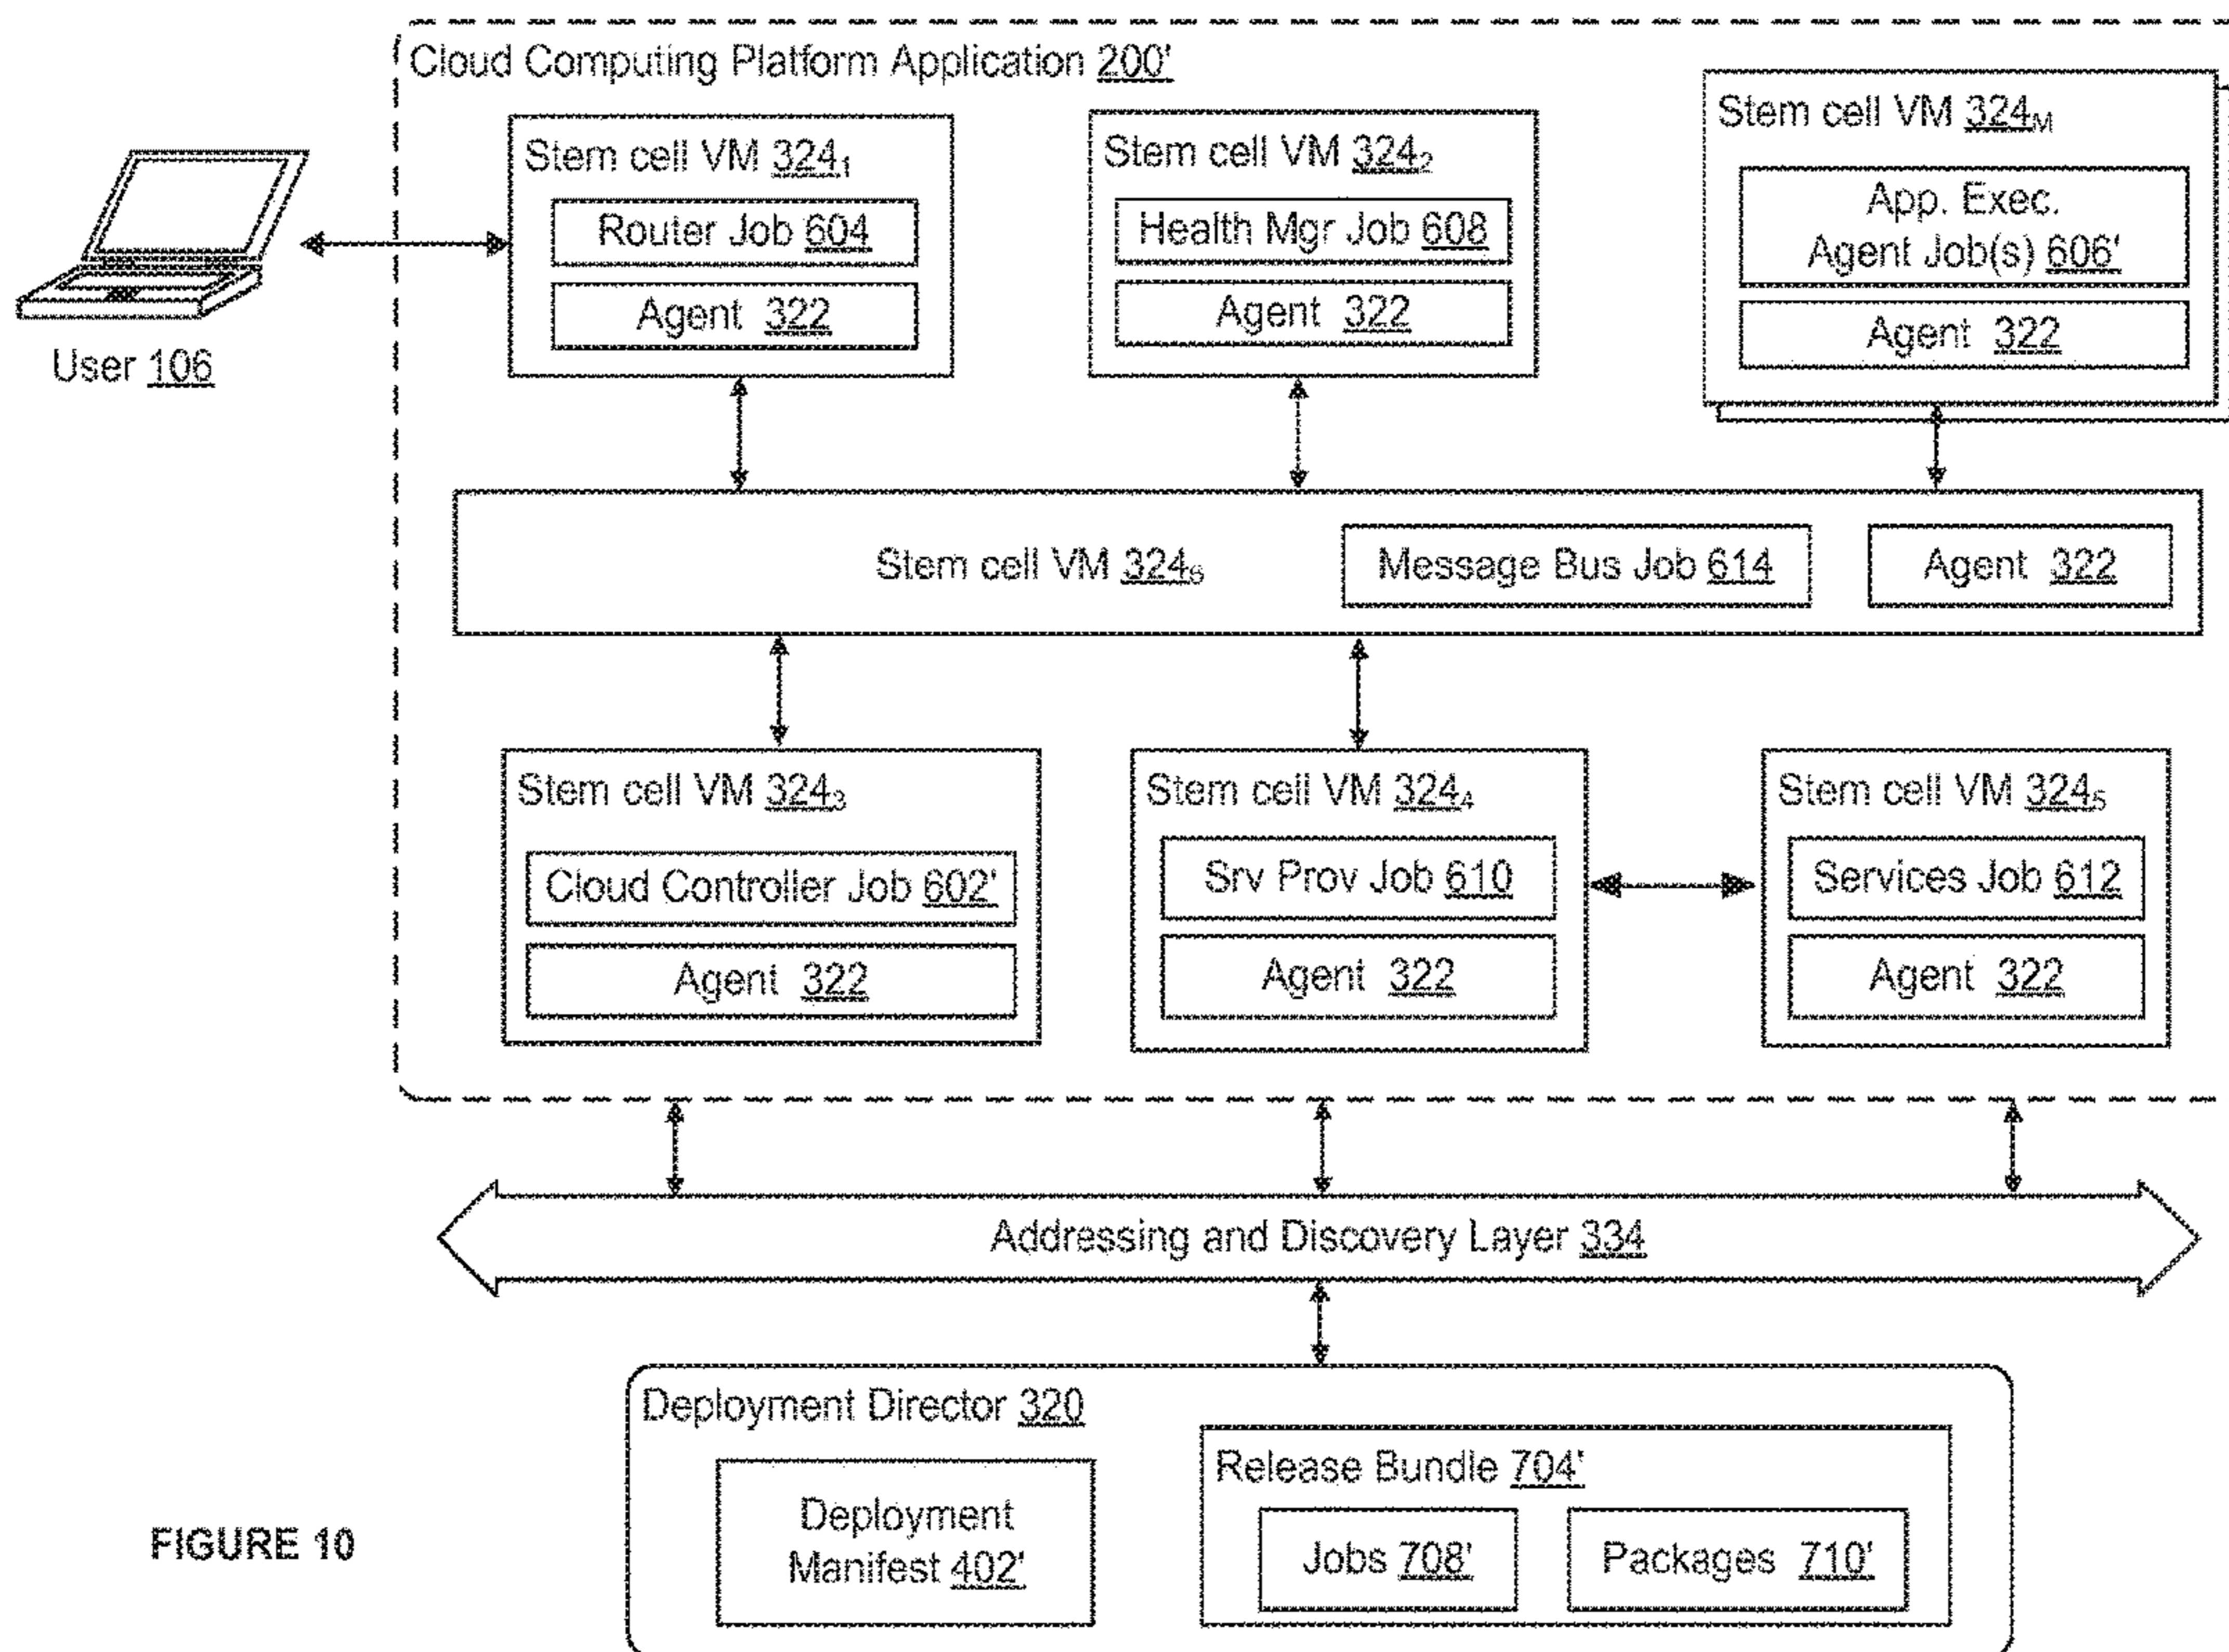 Cloud Computing Platform Application 200'
Stem cell VM 324₁
Router Job 604
Agent 322
Stem cell VM 324₂
Health Mgr Job 608
Agent 322
Stem cell VM 324M
App. Exec.
Agent Job(s) 606'
Agent 322
User 106
Stem cell VM 324₆
Message Bus Job 614
Agent 322
Stem cell VM 324₃
Cloud Controller Job 602'
Agent 322
Stem cell VM 324₄
Srv Prov Job 610
Agent 322
Stem cell VM 324₅
Services Job 612
Agent 322
Addressing and Discovery Layer 334
Deployment Director 320
Deployment
Manifest 402'
Release Bundle 704'
Jobs 708'
Packages 710'
FIGURE 10